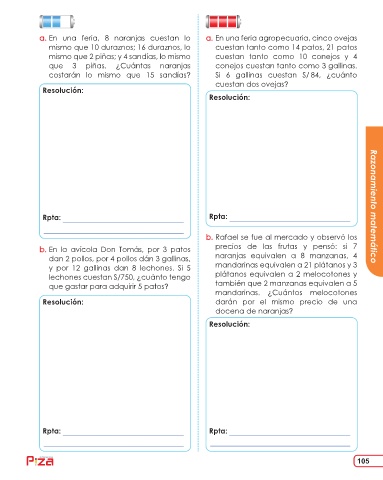 a. En una feria, 8 naranjas cuestan lo
mismo que 10 duraznos; 16 duraznos, lo
mismo que 2 piñas; y 4 sandías, lo mismo
que 3 piñas. ¿Cuántas naranjas
costarán lo mismo que 15 sandías?
Resolución:
Rpta:
b. En la avícola Don Tomás, por 3 patos
dan 2 pollos, por 4 pollos dán 3 gallinas,
y por 12 gallinas dan 8 lechones. Si 5
lechones cuestan S/750, ¿cuánto tengo
que gastar para adquirir 5 patos?
Resolución:
Rpta:
a. En una feria agropecuaria, cinco ovejas
cuestan tanto como 14 patos, 21 patos
cuestan tanto como 10 conejos y 4
conejos cuestan tanto como 3 gallinas.
Si 6 gallinas cuestan S/ 84, ¿cuánto
cuestan dos ovejas?
Resolución:
Rpta:
b. Rafael se fue al mercado y observó los
precios de las frutas y pensó: si 7
naranjas equivalen a 8 manzanas, 4
mandarinas equivalen a 21 plátanos y 3
plátanos equivalen a 2 melocotones y
también que 2 manzanas equivalen a 5
mandarinas. ¿Cuántos melocotones
darán por el mismo precio de una
docena de naranjas?
Resolución:
Rpta:
Razonamiento matemático
Pizza
105